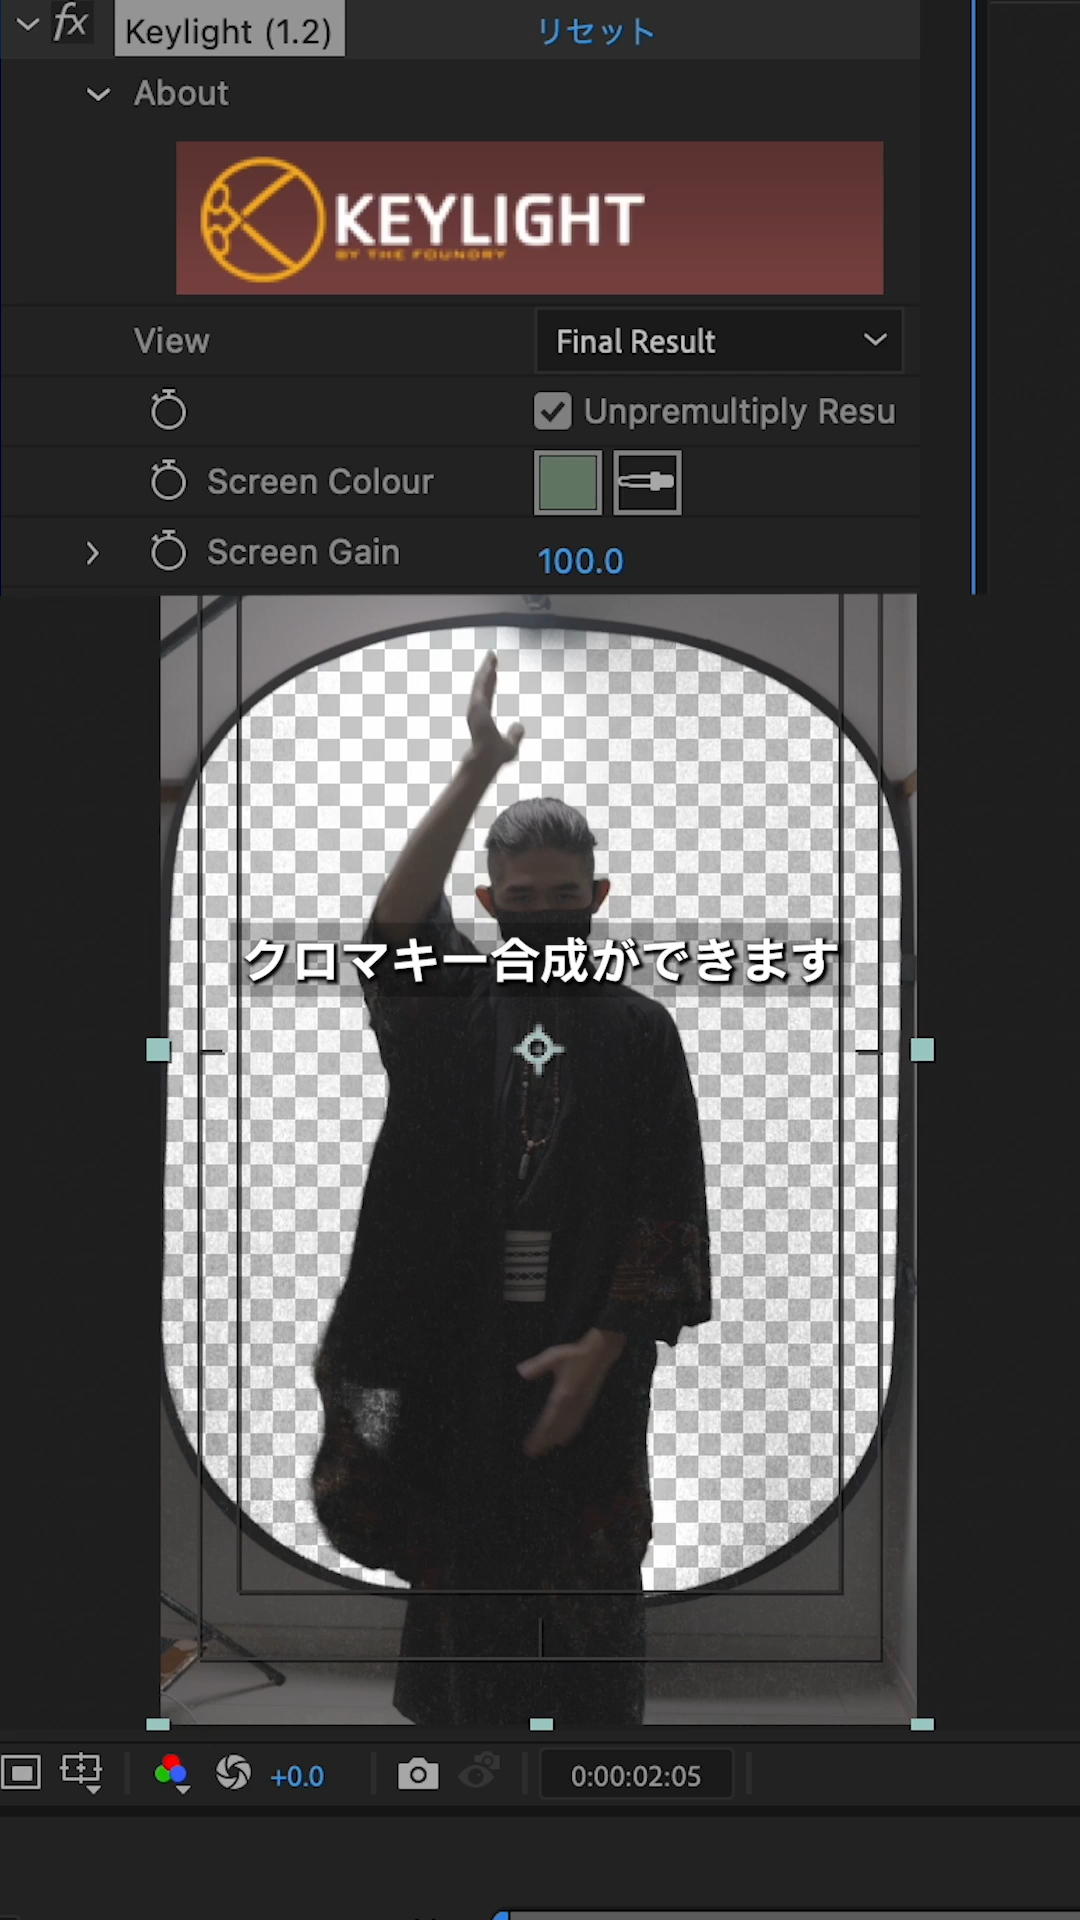 fx Keylight (1.2) リセット
About
KEYLIGHT
BY THE FOUNDRY
View Final Result
Unpremultiply Resu
Screen Colour
Screen Gain 100.0
クロマキー合成ができます
+0.0 0:00:02:05